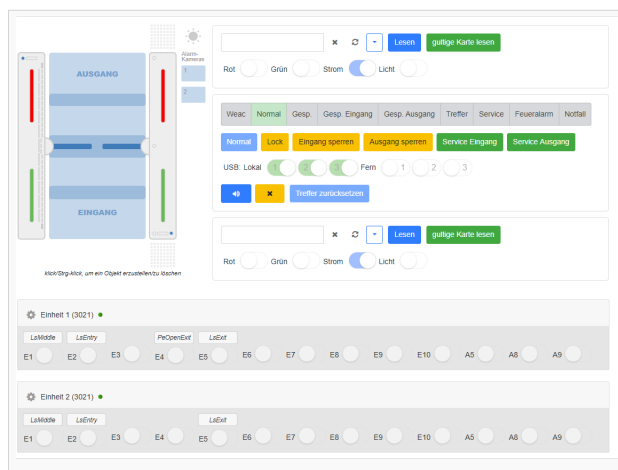 Alarm-
Kameras
AUSGANG
1
2
EINGANG
klick/Strg-klick, um ein Objekt erzustellen/zu löschen
Lesen
gultige Karte lesen
Rot
Grün
Strom
Licht
Weac
Normal
Gesp.
Gesp. Eingang
Gesp. Ausgang
Treffer
Service
Feueralarm
Notfall
Normal
Lock
Eingang sperren
Ausgang sperren
Service Eingang
Service Ausgang
USB: Lokal 1 2 3 Fern 1 2 3
Treffer zurücksetzen
Lesen
gultige Karte lesen
Rot
Grün
Strom
Licht
Einheit 1 (3021)
LsMiddle
LsEntry
PeOpenExit
LsExit
E1 E2 E3 E4 E5 E6 E7 E8 E9 E10 A5 A8 A9
Einheit 2 (3021)
LsMiddle
LsEntry
LsExit
E1 E2 E3 E4 E5 E6 E7 E8 E9 E10 A5 A8 A9